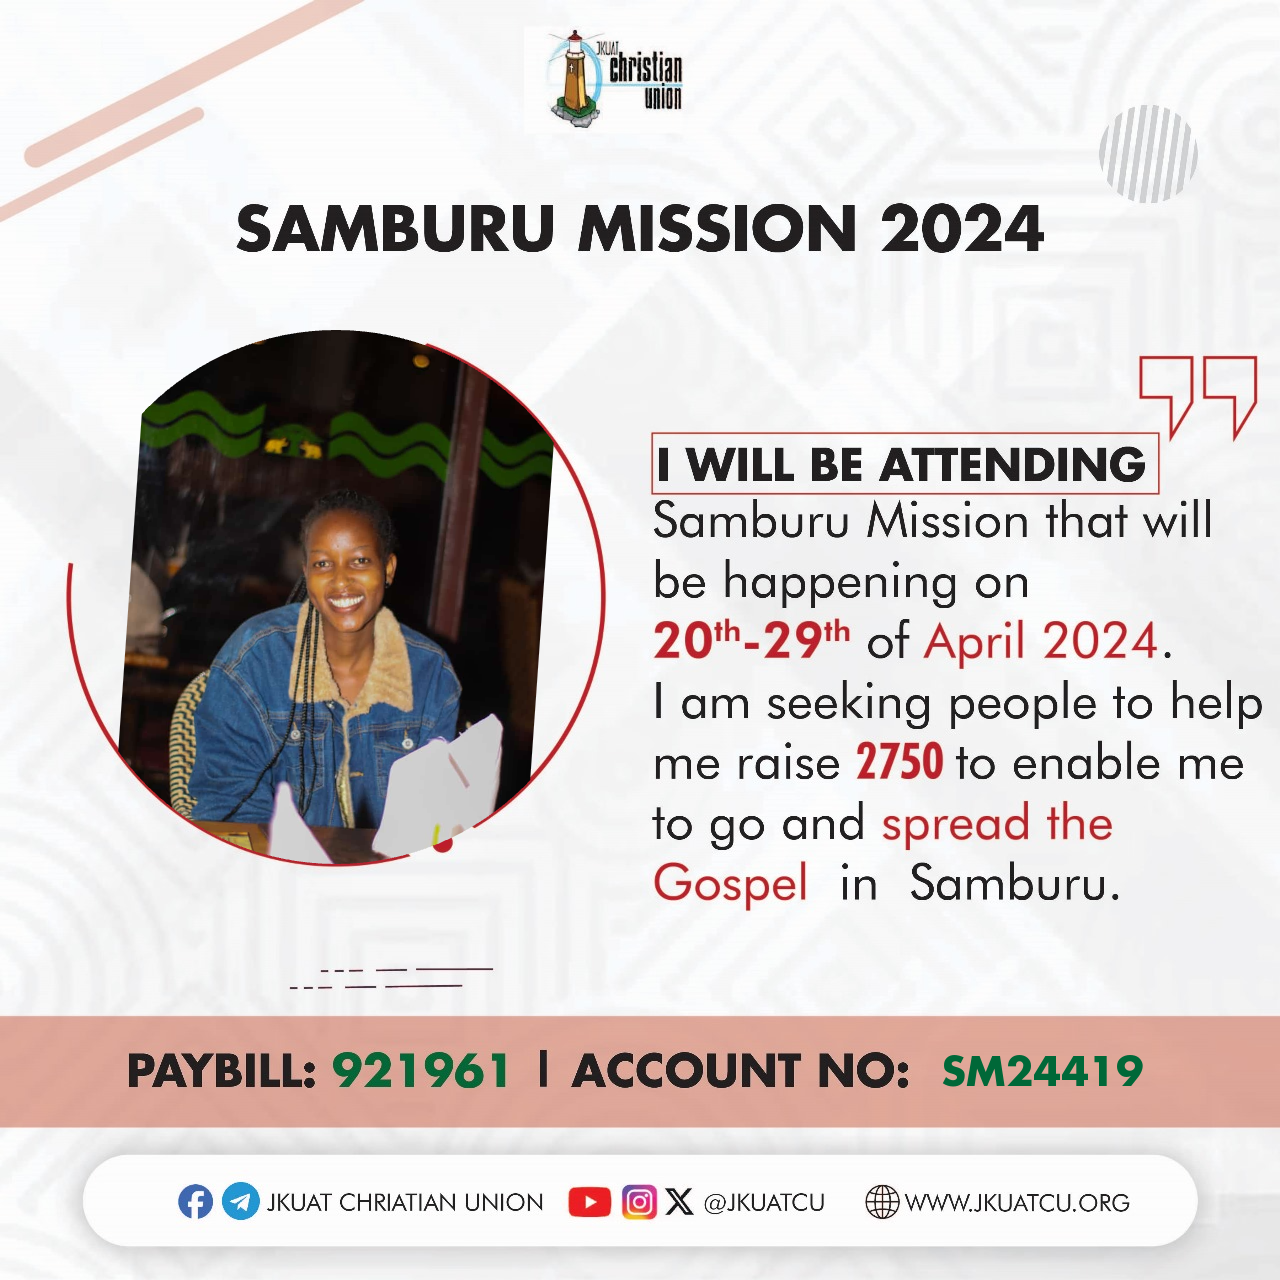 JKUAT
christian
union
SAMBURU MISSION 2024
I WILL BE ATTENDING
Samburu Mission that will
be happening on
20th-29th of April 2024.
I am seeking people to help
me raise 2750 to enable me
to go and spread the
Gospel in Samburu.
PAYBILL: 921961 | ACCOUNT NO: SM24419
JKUAT CHRIATIAN UNION @JKUATCU WWW.JKUATCU.ORG